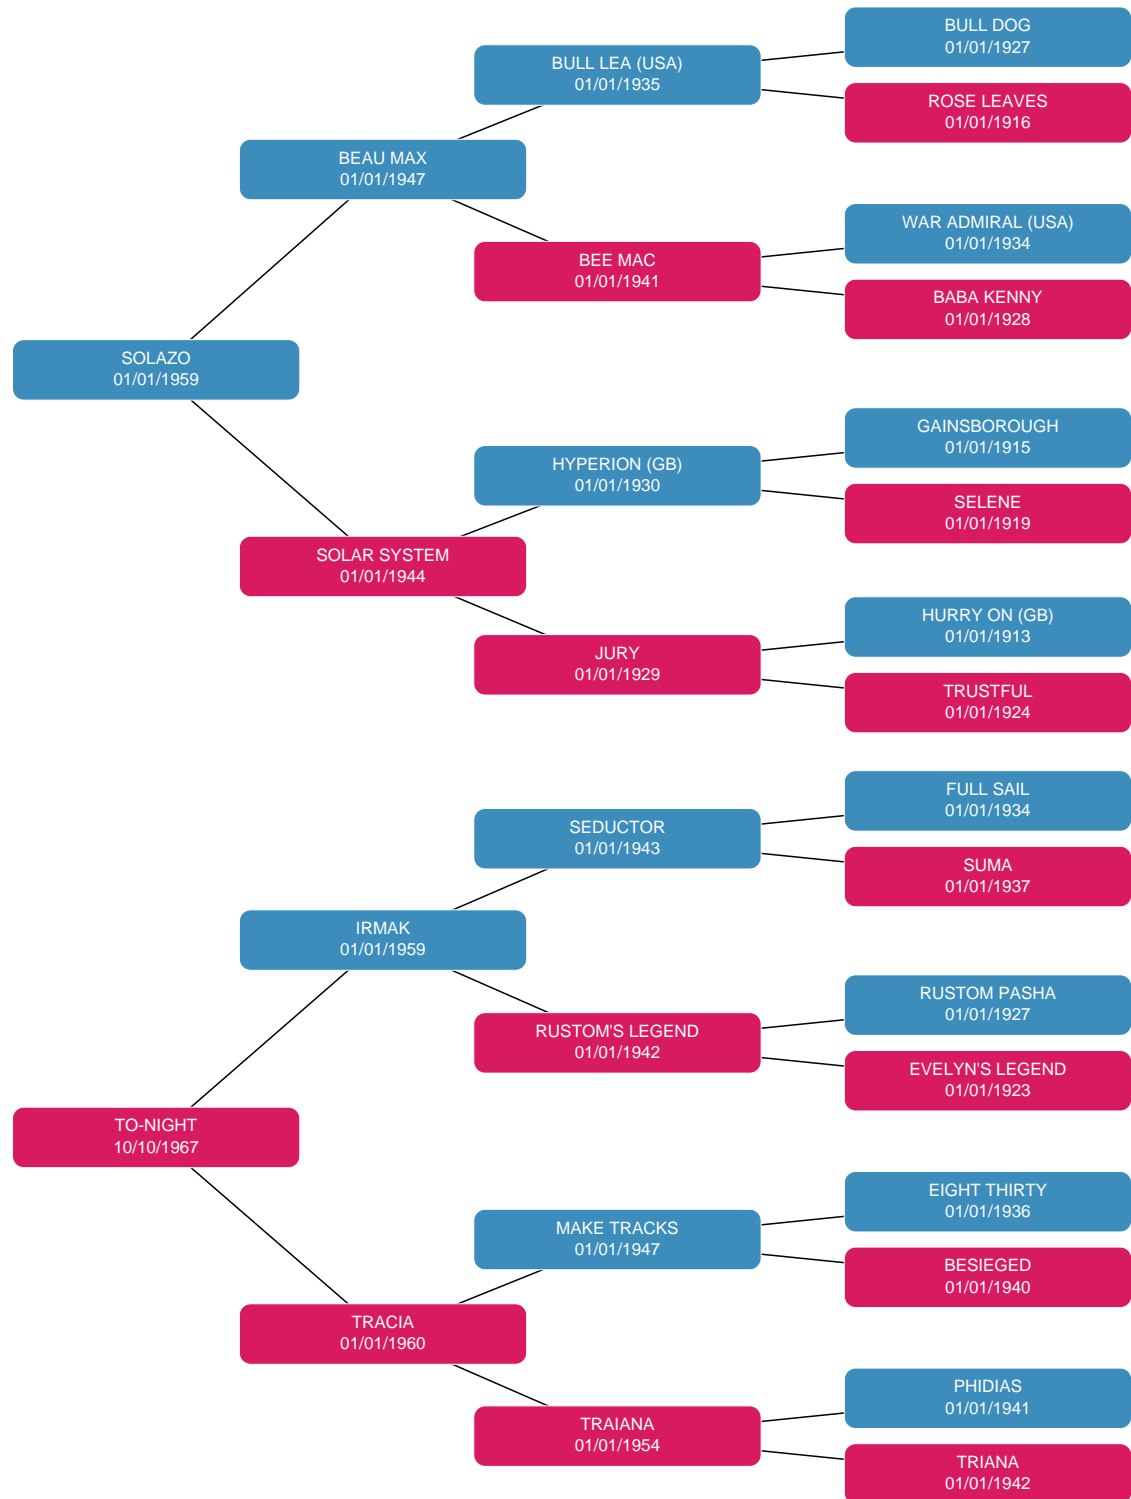 BULL DOG
01/01/1927
BULL LEA (USA)
01/01/1935
ROSE LEAVES
01/01/1916
BEAU MAX
01/01/1947
WAR ADMIRAL (USA)
01/01/1934
BEE MAC
01/01/1941
BABA KENNY
01/01/1928
SOLAZO
01/01/1959
GAINSBOROUGH
01/01/1915
HYPERION (GB)
01/01/1930
SELENE
01/01/1919
SOLAR SYSTEM
01/01/1944
HURRY ON (GB)
01/01/1913
JURY
01/01/1929
TRUSTFUL
01/01/1924
FULL SAIL
01/01/1934
SEDUCTOR
01/01/1943
SUMA
01/01/1937
IRMAK
01/01/1959
RUSTOM PASHA
01/01/1927
RUSTOM'S LEGEND
01/01/1942
EVELYN'S LEGEND
01/01/1923
TO-NIGHT
10/10/1967
EIGHT THIRTY
01/01/1936
MAKE TRACKS
01/01/1947
BESIEGED
01/01/1940
TRACIA
01/01/1960
PHIDIAS
01/01/1941
TRAIANA
01/01/1954
TRIANA
01/01/1942